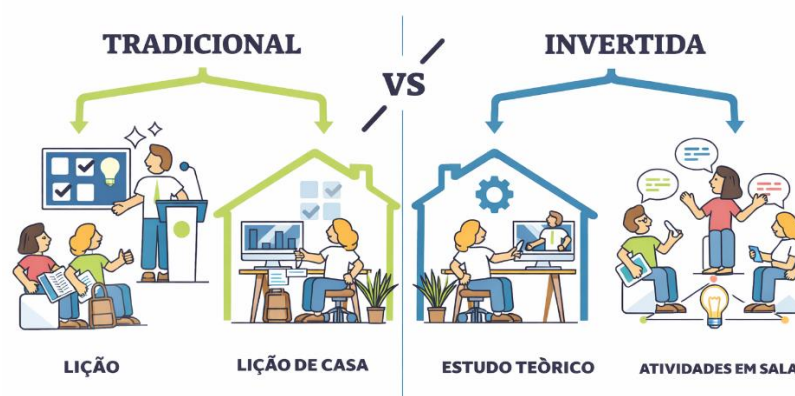 TRADICIONAL
VS
INVERTIDA
LIÇÃO
LIÇÃO DE CASA
ESTUDO TEÒRICO
ATIVIDADES EM SALA